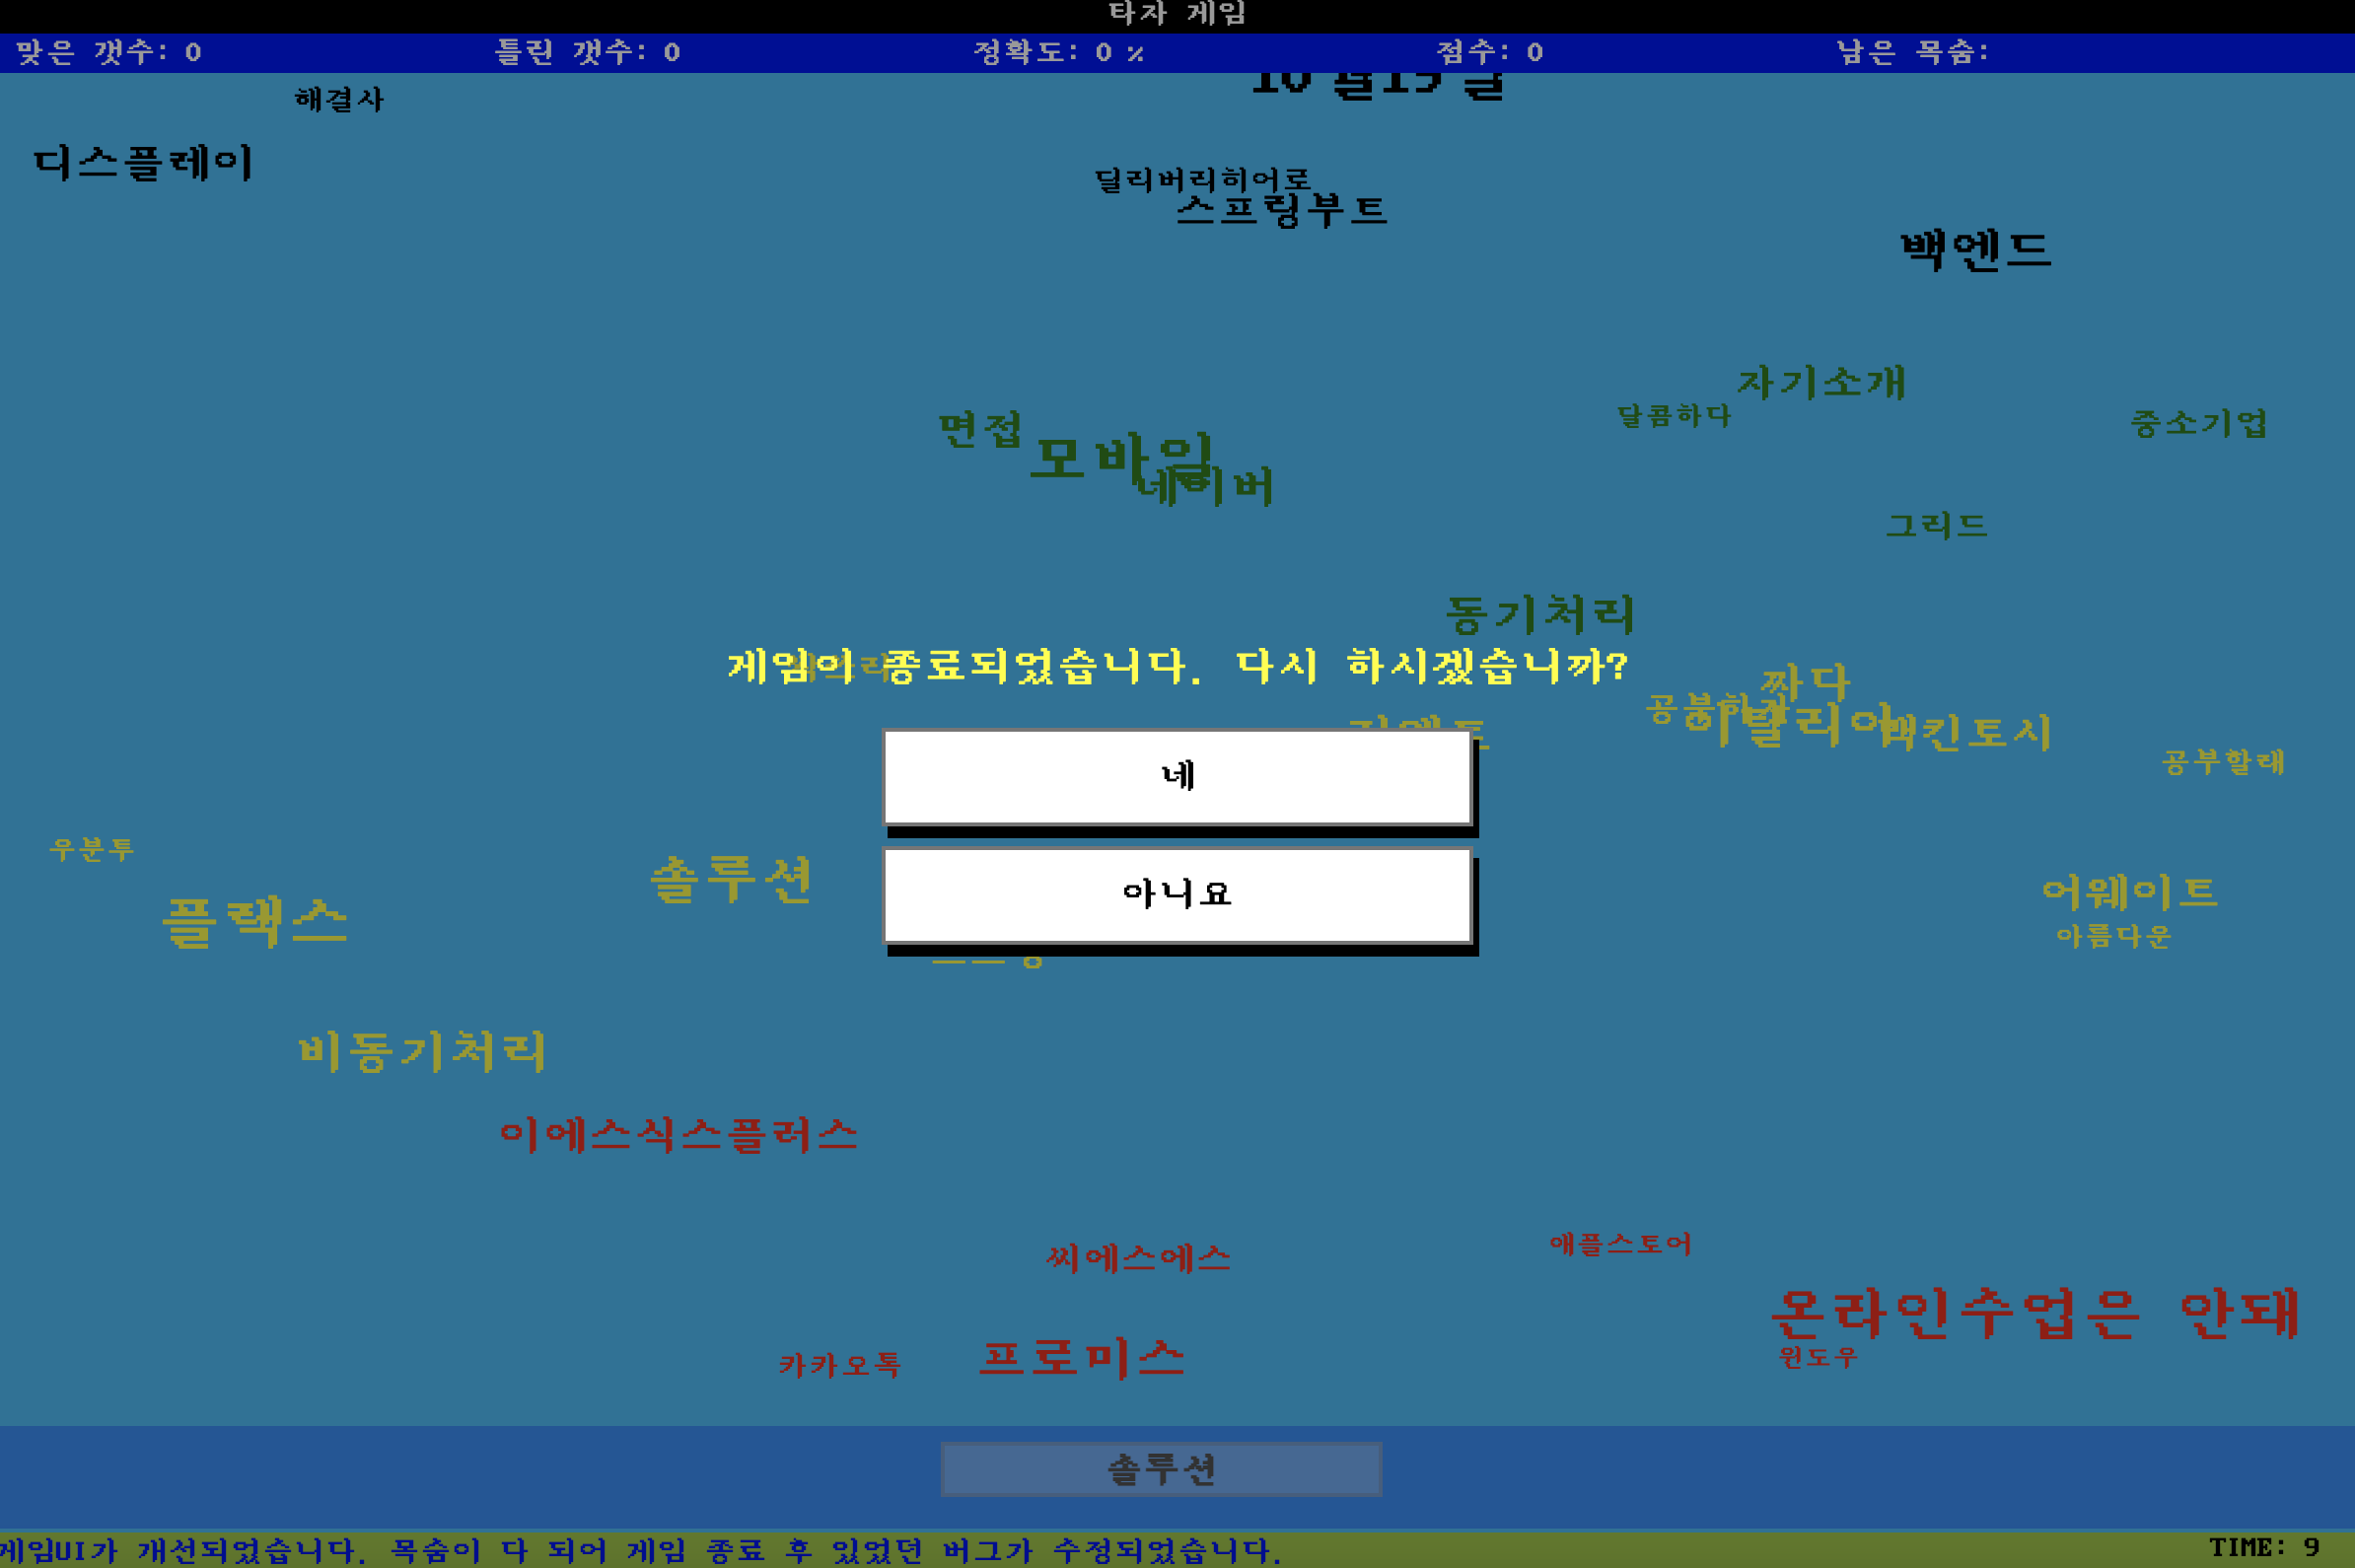 타자 게임
맞은 갯수: 0
틀린 갯수: 0
정확도: 0 %
점수: 0
남은 목숨:
해결사
디스플레이
딜리버리히어로
스프링부트
백엔드
자기소개
달콤하다
중소기업
면접
모바일
네이버
그리드
동기처리
게임이 종료되었습니다. 다시 하시겠습니까?
짜다
이탈리아
맥킨토시
공부할래
네
우분투
솔루션
아니요
어웨이트
플랙스
아름다운
비동기처리
이에스식스플러스
씨에스에스
애플스토어
온라인수업은 안돼
카카오톡
프로미스
윈도우
솔루션
게임UI가 개선되었습니다. 목숨이 다 되어 게임 종료 후 있었던 버그가 수정되었습니다.
TIME: 9